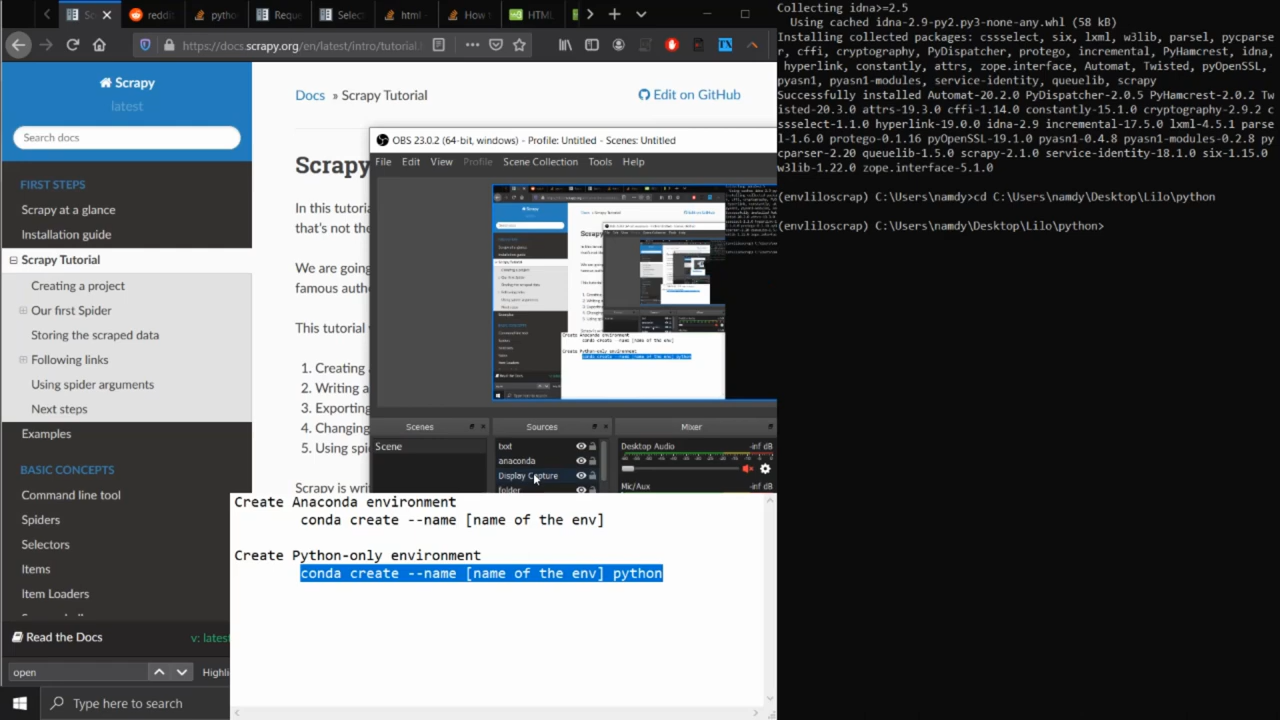 Sc
reddit
python
Reque
Select
html -
How t
HTML
https://docs.scrapy.org/en/latest/intro/tutorial.
Scrapy
latest
Search docs
FIRST STEPS
Scrapy at a glance
Installation guide
Scrapy Tutorial
Creating a project
Our first Spider
Storing the scraped data
Following links
Using spider arguments
Next steps
Examples
BASIC CONCEPTS
Command line tool
Spiders
Selectors
Items
Item Loaders
Read the Docs
v: latest
open
Highli
Type here to search
Docs » Scrapy Tutorial
Edit on GitHub
Scrapy
In this tutoria
that's not the
We are going
famous autho
This tutorial w
1. Creating a
2. Writing a
3. Exporting
4. Changing
5. Using spi
Scrapy is writ
OBS 23.0.2 (64-bit, windows) - Profile: Untitled - Scenes: Untitled
File Edit View Profile Scene Collection Tools Help
Scenes
Scene
Sources
txxt
anaconda
Display Capture
folder
Mixer
Desktop Audio
-inf dB
Mic/Aux
-inf dB
Create Anaconda environment
conda create --name [name of the env]
Create Python-only environment
conda create --name [name of the env] python
Collecting idna>=2.5
Using cached idna-2.9-py2.py3-none-any.whl (58 kB)
Installing collected packages: cssselect, six, lxml, w3lib, parsel, pycparse
r, cffi, cryptography, PyDispatcher, protego, incremental, PyHamcrest, idna,
hyperlink, constantly, attrs, zope.interface, Automat, Twisted, pyOpenSSL,
pyasn1, pyasn1-modules, service-identity, queuelib, scrapy
Successfully installed Automat-20.2.0 PyDispatcher-2.0.5 PyHamcrest-2.0.2 Tw
isted-20.3.0 attrs-19.3.0 cffi-1.14.0 constantly-15.1.0 cryptography-2.9.2 c
ssselect-1.1.0 hyperlink-19.0.0 idna-2.9 incremental-17.5.0 lxml-4.5.1 parse
l-1.6.0 protego-0.1.16 pyOpenSSL-19.1.0 pyasn1-0.4.8 pyasn1-modules-0.2.8 py
cparser-2.20 queuelib-1.5.0 scrapy-2.1.0 service-identity-18.1.0 six-1.15.0
w3lib-1.22.0 zope.interface-5.1.0
(envliloscrap) C:\Users\namdy>cd C:\Users\namdy\Desktop\Lilo\python
(envliloscrap) C:\Users\namdy\Desktop\Lilo\python>